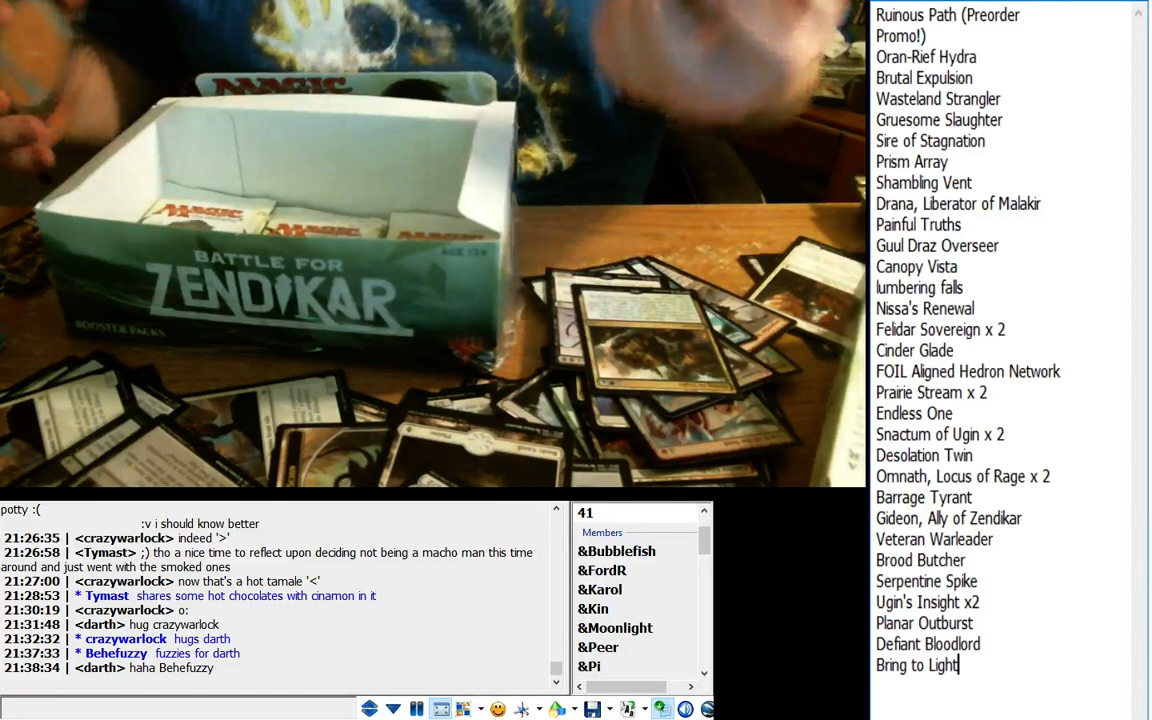 MAGIC
MAGIC
MAGIC
MAGIC
AGE 13+
BATTLE FOR
ZENDIKAR
BOOSTER PACKS
Ruinous Path (Preorder
Promo!)
Oran-Rief Hydra
Brutal Expulsion
Wasteland Strangler
Gruesome Slaughter
Sire of Stagnation
Prism Array
Shambling Vent
Drana, Liberator of Malakir
Painful Truths
Guul Draz Overseer
Canopy Vista
lumbering falls
Nissa's Renewal
Felidar Sovereign x 2
Cinder Glade
FOIL Aligned Hedron Network
Prairie Stream x 2
Endless One
Snactum of Ugin x 2
Desolation Twin
Omnath, Locus of Rage x 2
Barrage Tyrant
Gideon, Ally of Zendikar
Veteran Warleader
Brood Butcher
Serpentine Spike
Ugin's Insight x2
Planar Outburst
Defiant Bloodlord
Bring to Light
potty :(
:v i should know better
21:26:35 | <crazywarlock> indeed '>'
21:26:58 | <Tymast> ;) tho a nice time to reflect upon deciding not being a macho man this time
around and just went with the smoked ones
21:27:00 | <crazywarlock> now that's a hot tamale '<'
21:28:53 | * Tymast shares some hot chocolates with cinamon in it
21:30:19 | <crazywarlock> o:
21:31:48 | <darth> hug crazywarlock
21:32:32 | * crazywarlock hugs darth
21:37:33 | * Behefuzzy fuzzies for darth
21:38:34 | <darth> haha Behefuzzy
41
Members
&Bubblefish
&FordR
&Karol
&Kin
&Moonlight
&Peer
&Pi